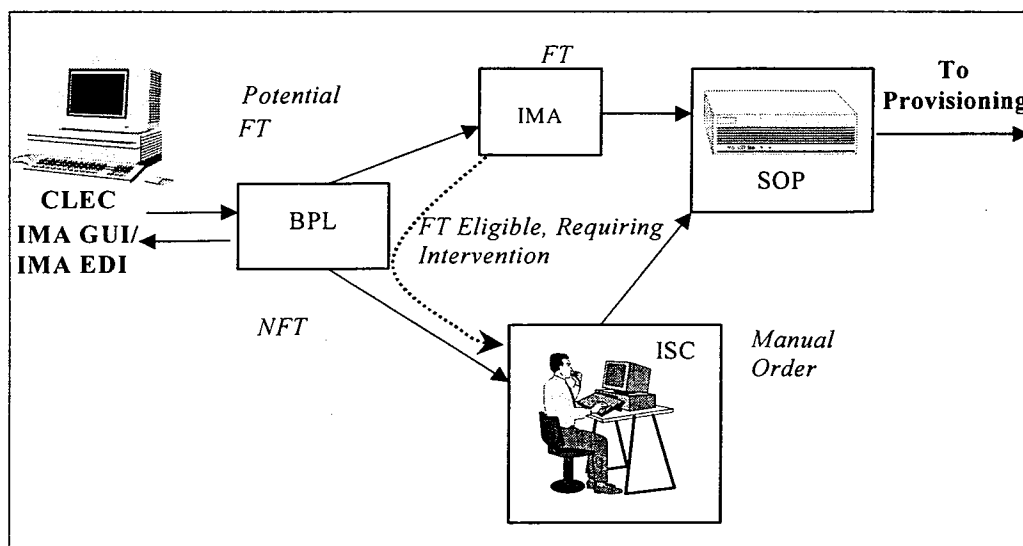 FT
To
Provisioning
Potential
FT
IMA
SOP
CLEC
IMA GUI/
IMA EDI
BPL
FT Eligible, Requiring
Intervention
NFT
ISC
Manual
Order